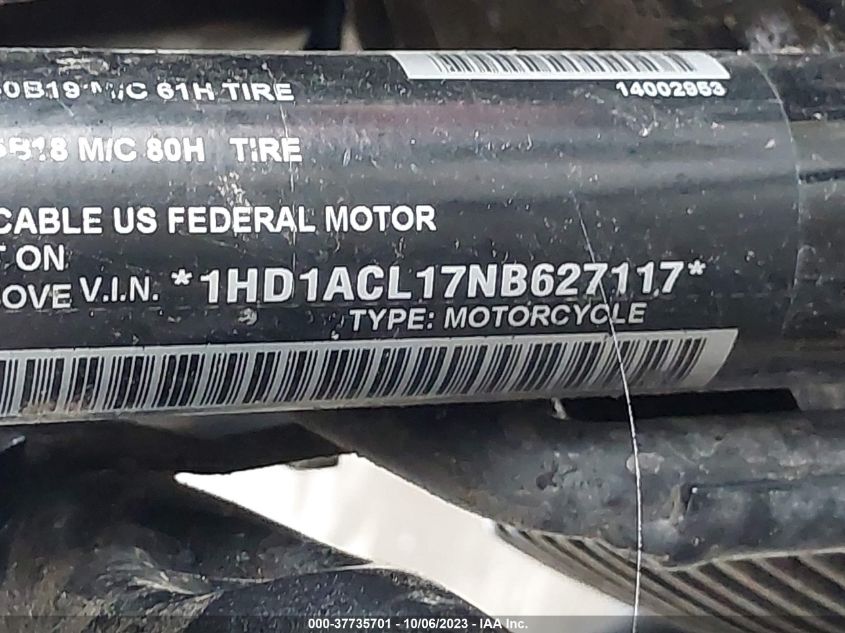 0B19 M/C 61H TIRE
14002953
B18 M/C 80H TIRE
CABLE US FEDERAL MOTOR
T ON
OVE V.I.N. *1HD1ACL17NB627117*
TYPE: MOTORCYCLE
000-37735701 - 10/06/2023 - IAA Inc.